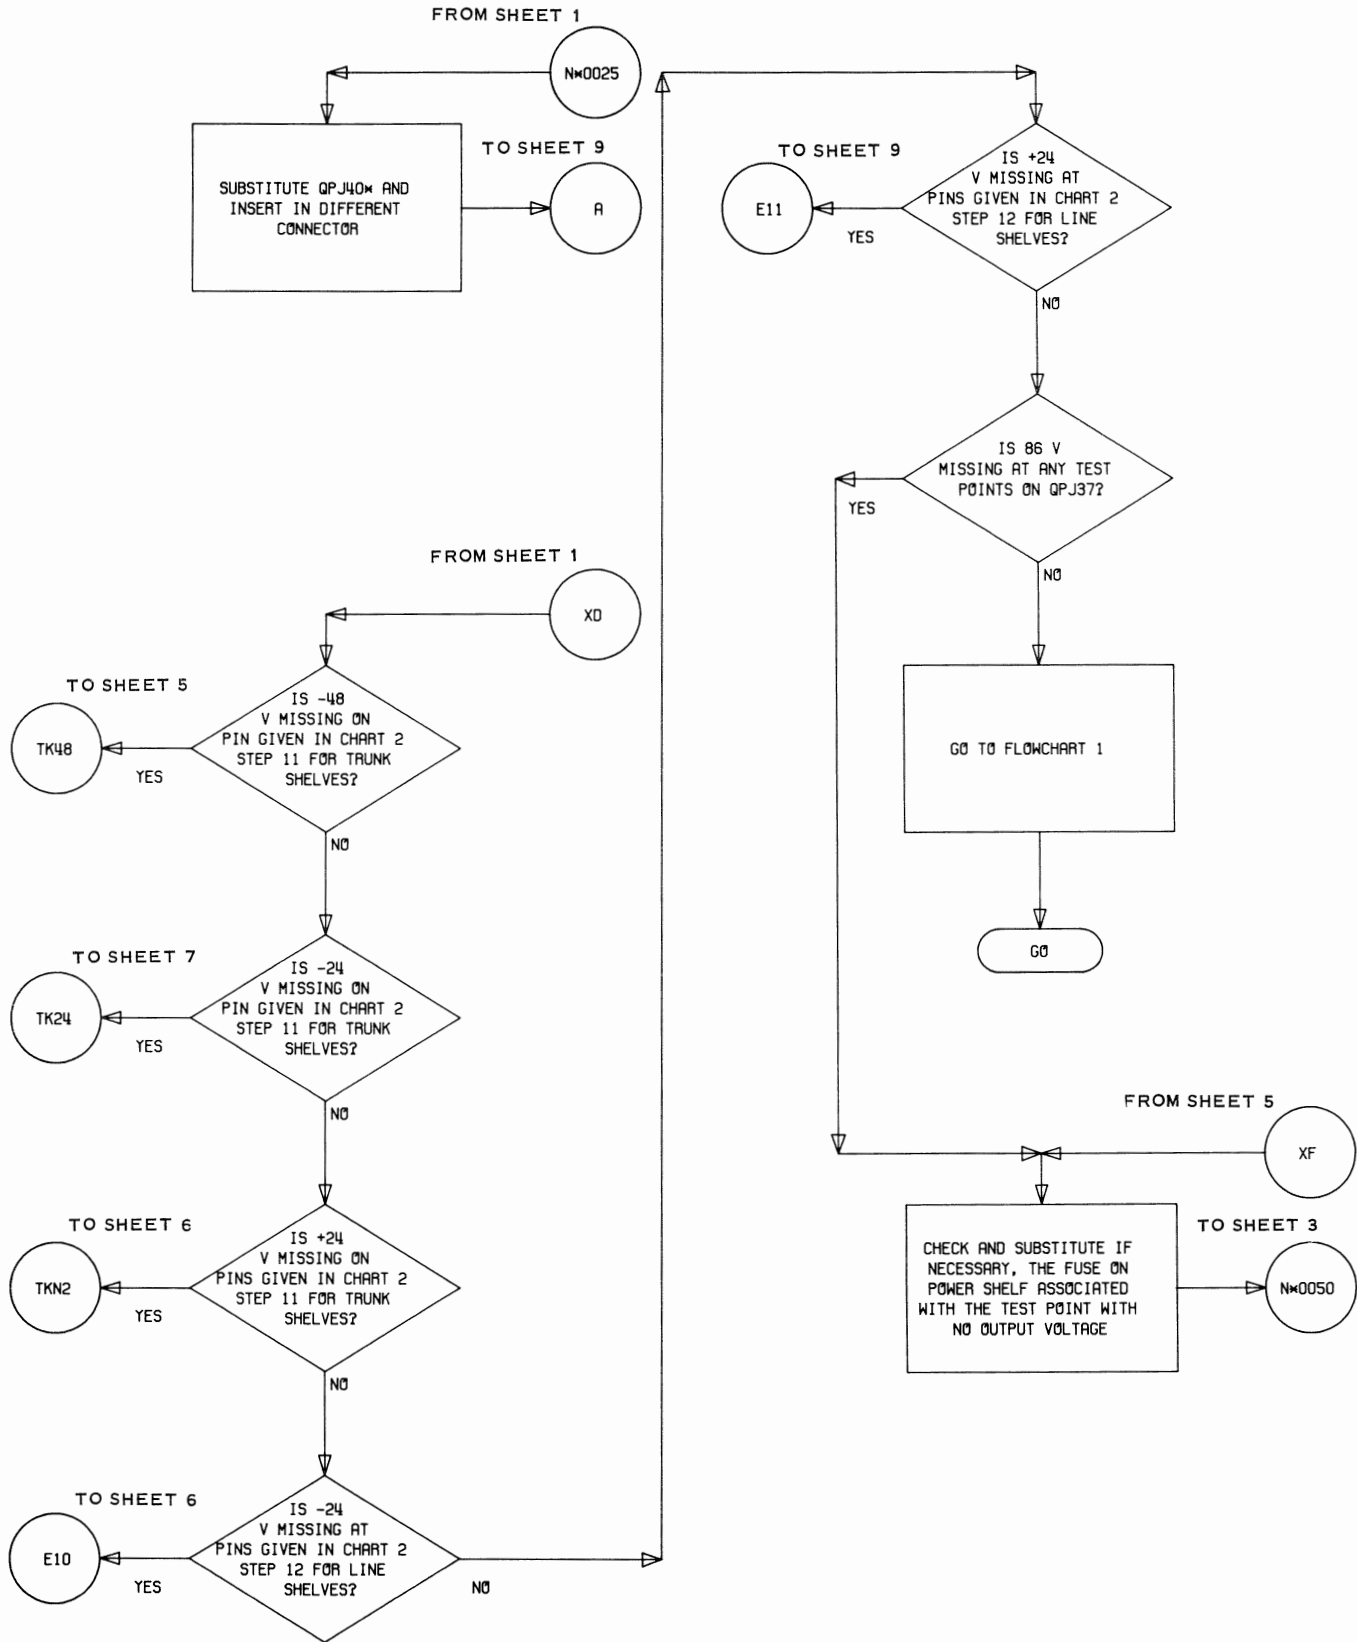 FROM SHEET 1
N*0025
SUBSTITUTE QPJ40* AND
INSERT IN DIFFERENT
CONNECTOR
TO SHEET 9
A
FROM SHEET 1
XD
IS -48
V MISSING ON
PIN GIVEN IN CHART 2
STEP 11 FOR TRUNK
SHELVES?
TO SHEET 5
TK48
YES
NO
IS -24
V MISSING ON
PIN GIVEN IN CHART 2
STEP 11 FOR TRUNK
SHELVES?
TO SHEET 7
TK24
YES
NO
IS +24
V MISSING ON
PINS GIVEN IN CHART 2
STEP 11 FOR TRUNK
SHELVES?
TO SHEET 6
TKN2
YES
NO
IS -24
V MISSING AT
PINS GIVEN IN CHART 2
STEP 12 FOR LINE
SHELVES?
TO SHEET 6
E10
YES
NO
IS +24
V MISSING AT
PINS GIVEN IN CHART 2
STEP 12 FOR LINE
SHELVES?
TO SHEET 9
E11
YES
NO
IS 86 V
MISSING AT ANY TEST
POINTS ON QPJ37?
YES
NO
GO TO FLOWCHART 1
GO
FROM SHEET 5
XF
CHECK AND SUBSTITUTE IF
NECESSARY, THE FUSE ON
POWER SHELF ASSOCIATED
WITH THE TEST POINT WITH
NO OUTPUT VOLTAGE
TO SHEET 3
N*0050